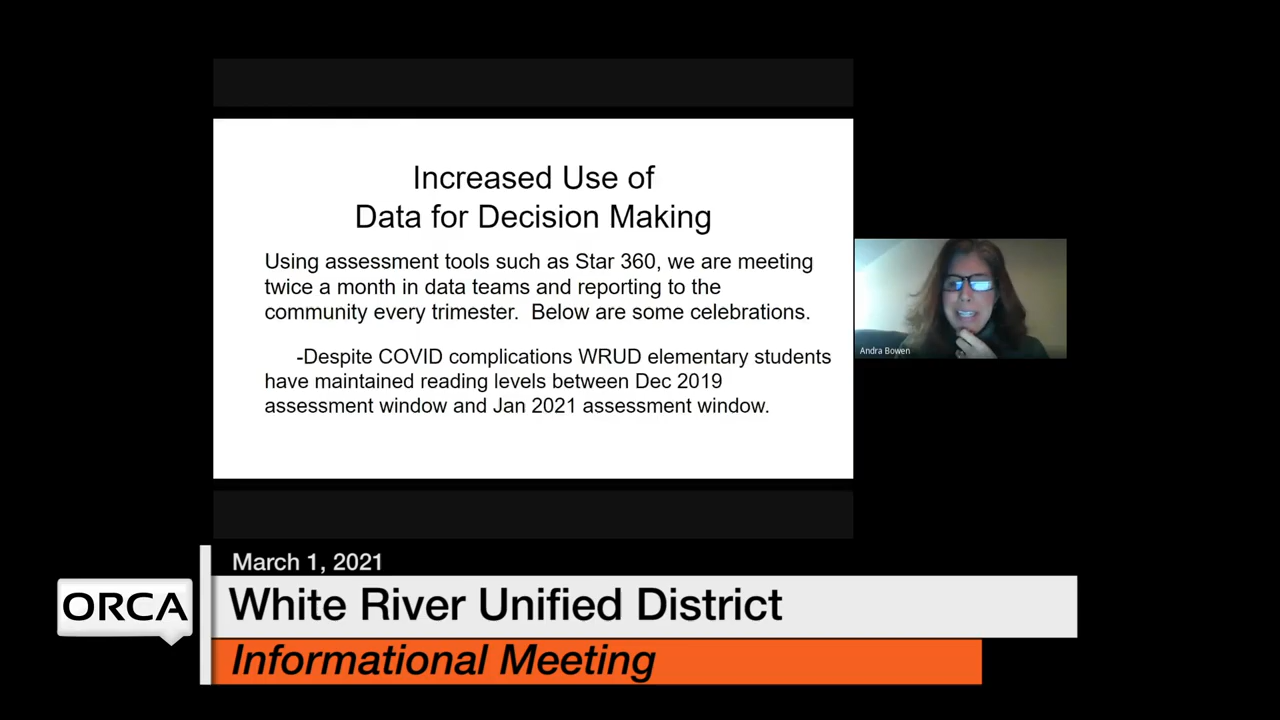 Increased Use of
Data for Decision Making
Using assessment tools such as Star 360, we are meeting
twice a month in data teams and reporting to the
community every trimester.  Below are some celebrations.
-Despite COVID complications WRUD elementary students
have maintained reading levels between Dec 2019
assessment window and Jan 2021 assessment window.
Andra Bowen
March 1, 2021
ORCA
White River Unified District
Informational Meeting